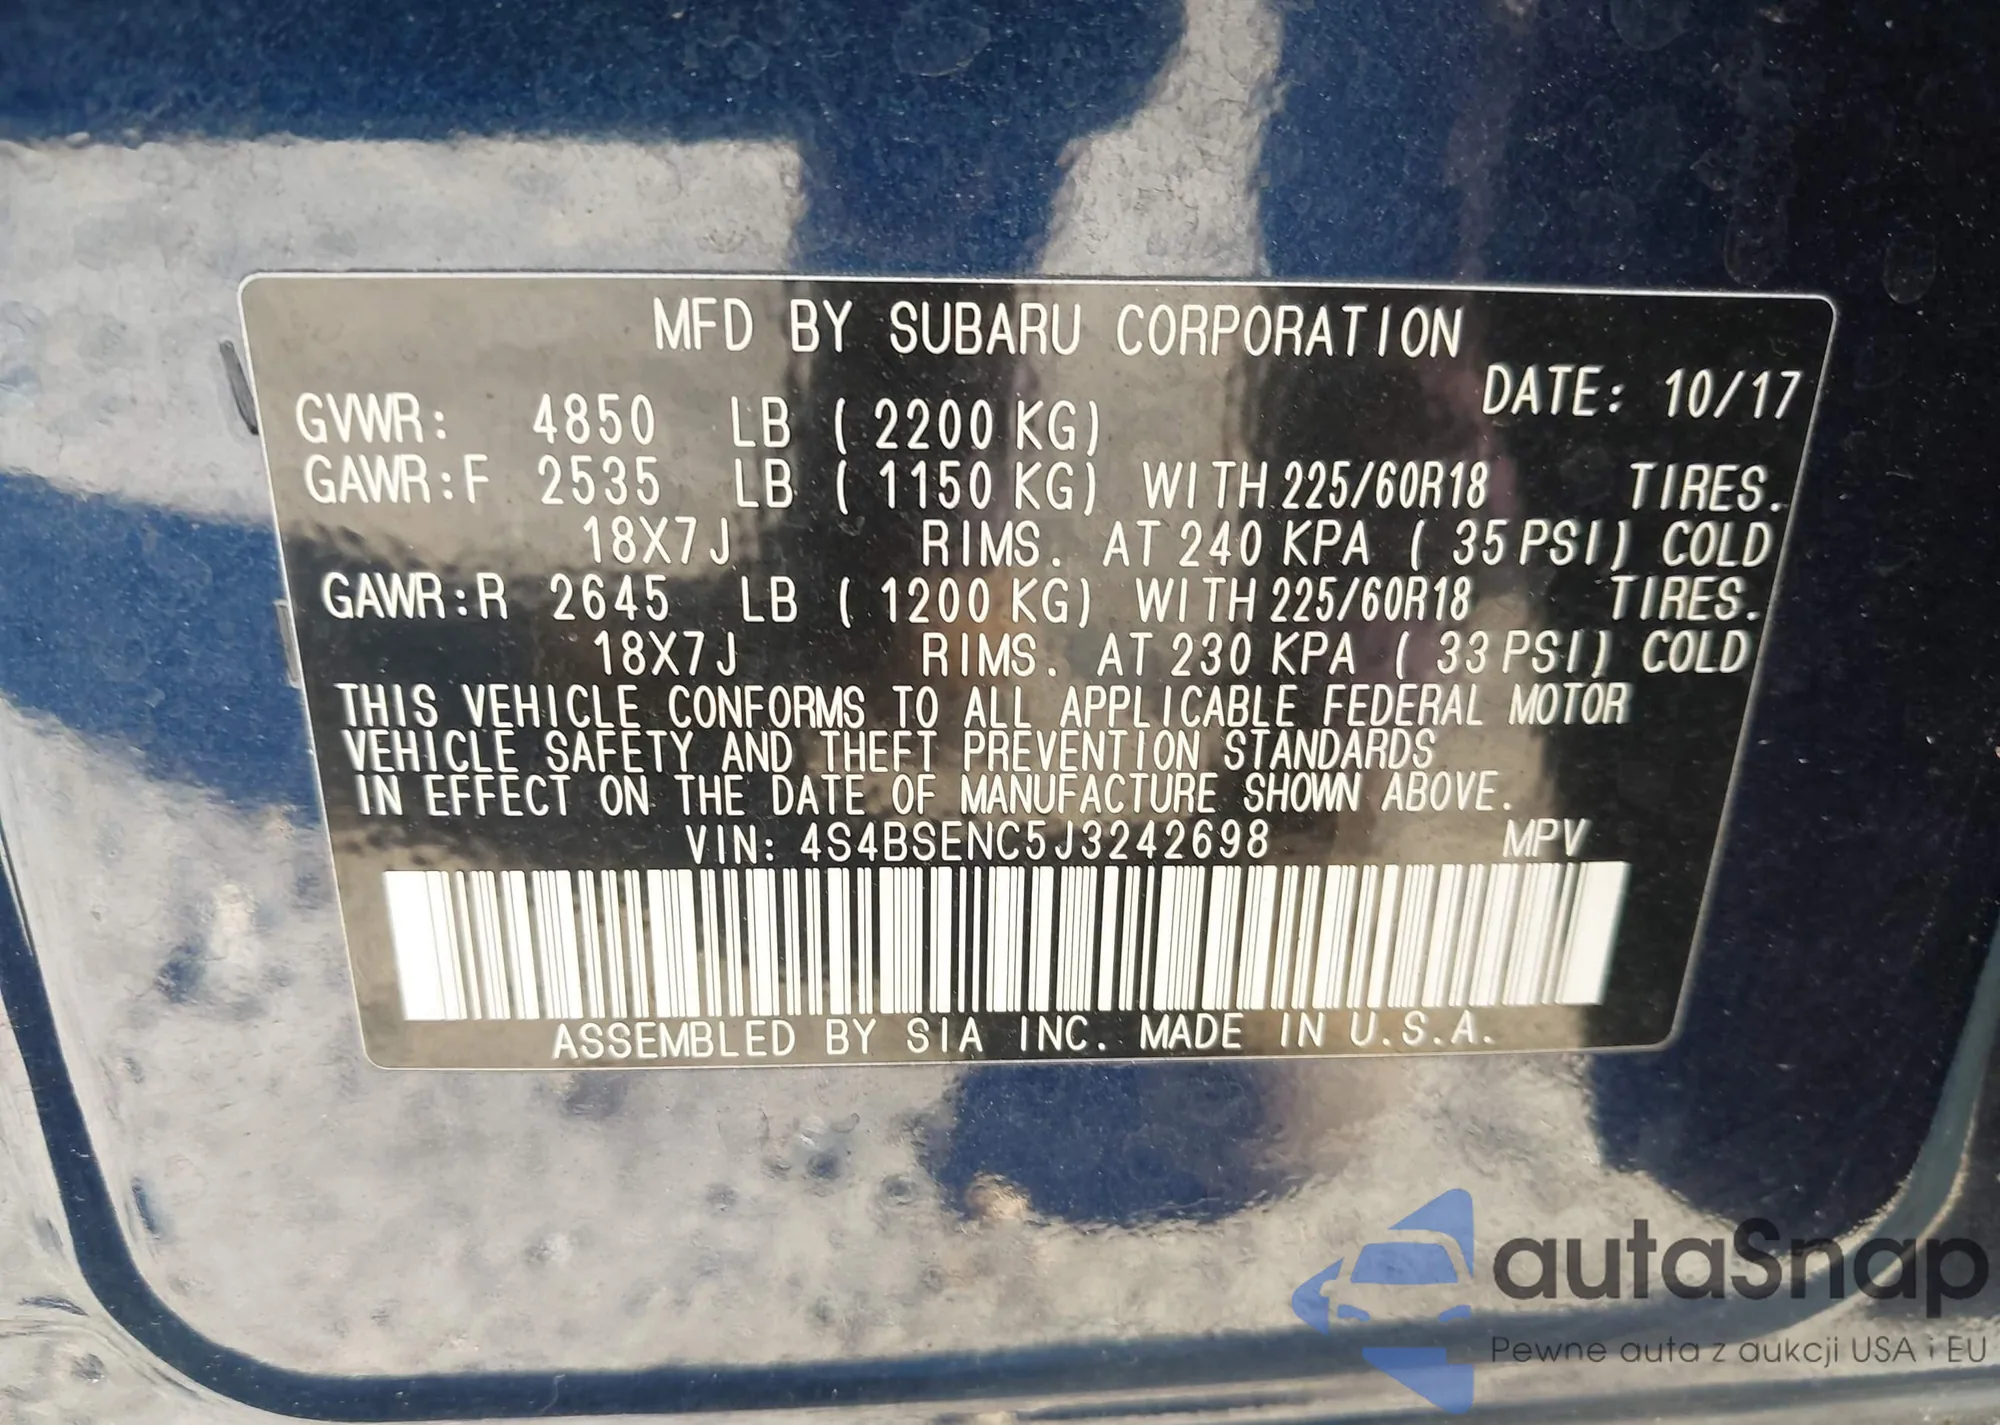 MFD BY SUBARU CORPORATION
DATE: 10/17
GVWR: 4850 LB ( 2200 KG)
GAWR:F 2535 LB ( 1150 KG) WITH 225/60R18 TIRES.
18X7J RIMS. AT 240 KPA ( 35 PSI) COLD
GAWR:R 2645 LB ( 1200 KG) WITH 225/60R18 TIRES.
18X7J RIMS. AT 230 KPA ( 33 PSI) COLD
THIS VEHICLE CONFORMS TO ALL APPLICABLE FEDERAL MOTOR
VEHICLE SAFETY AND THEFT PREVENTION STANDARDS
IN EFFECT ON THE DATE OF MANUFACTURE SHOWN ABOVE.
VIN: 4S4BSENC5J3242698 MPV
ASSEMBLED BY SIA INC. MADE IN U.S.A.
autaSnap
Pewne auta z aukcji USA i EU